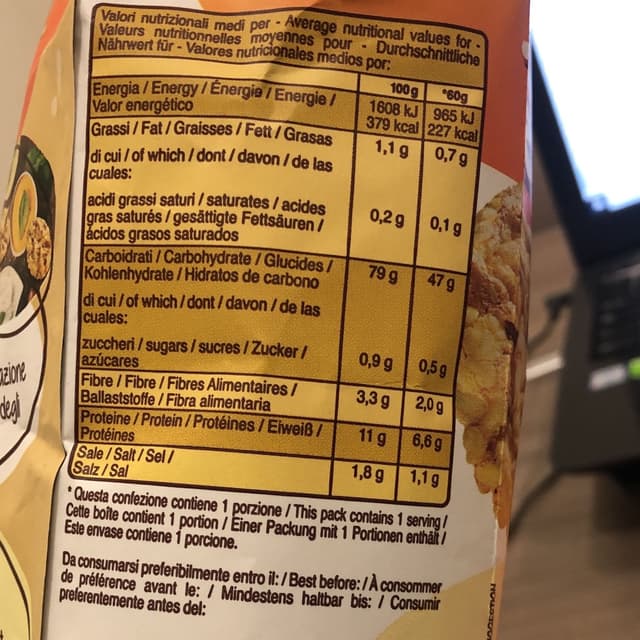 Valori nutrizionali medi per - Average nutritional values for -
Valeurs nutritionnelles moyennes pour - Durchschnittliche
Nährwert für - Valores nutricionales medios por:
100g *60g
Energia / Energy / Énergie / Energie /
Valor energético
1608 kJ 965 kJ
379 kcal 227 kcal
Grassi / Fat / Graisses / Fett / Grasas
1,1 g 0,7 g
di cui / of which / dont / davon / de las
cuales:
acidi grassi saturi / saturates / acides
gras saturés / gesättigte Fettsäuren /
ácidos grasos saturados
0,2 g 0,1 g
Carboidrati / Carbohydrate / Glucides /
Kohlenhydrate / Hidratos de carbono
79 g 47 g
di cui / of which / dont / davon / de las
cuales:
zuccheri / sugars / sucres / Zucker /
azúcares
0,9 g 0,5 g
Fibre / Fibre / Fibres Alimentaires /
Ballaststoffe / Fibra alimentaria
3,3 g 2,0 g
Proteine / Protein / Protéines / Eiweiß /
Protéines
11 g 6,6 g
Sale / Salt / Sel /
Salz / Sal
1,8 g 1,1 g
* Questa confezione contiene 1 porzione / This pack contains 1 serving /
Cette boîte contient 1 portion / Einer Packung mit 1 Portionen enthält /
Este envase contiene 1 porcione.
Da consumarsi preferibilmente entro il: / Best before: / À consommer
de préférence avant le: / Mindestens haltbar bis: / Consumir
preferentemente antes del:
azione
degli